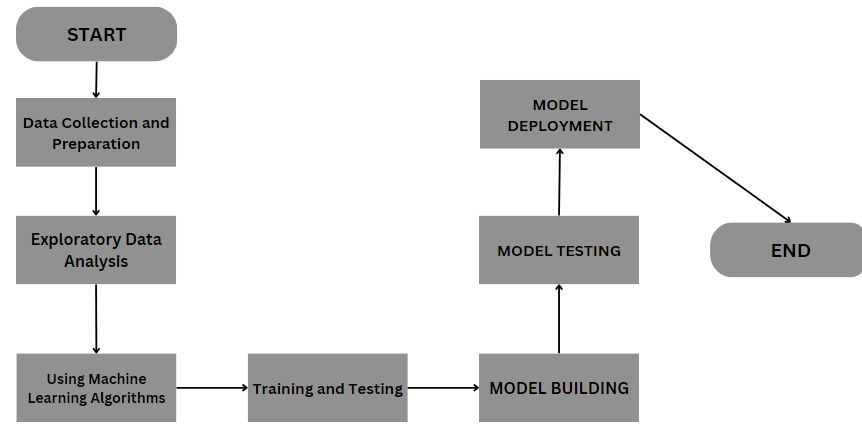 START
Data Collection and
Preparation
Exploratory Data
Analysis
Using Machine
Learning Algorithms
Training and Testing
MODEL BUILDING
MODEL TESTING
MODEL
DEPLOYMENT
END